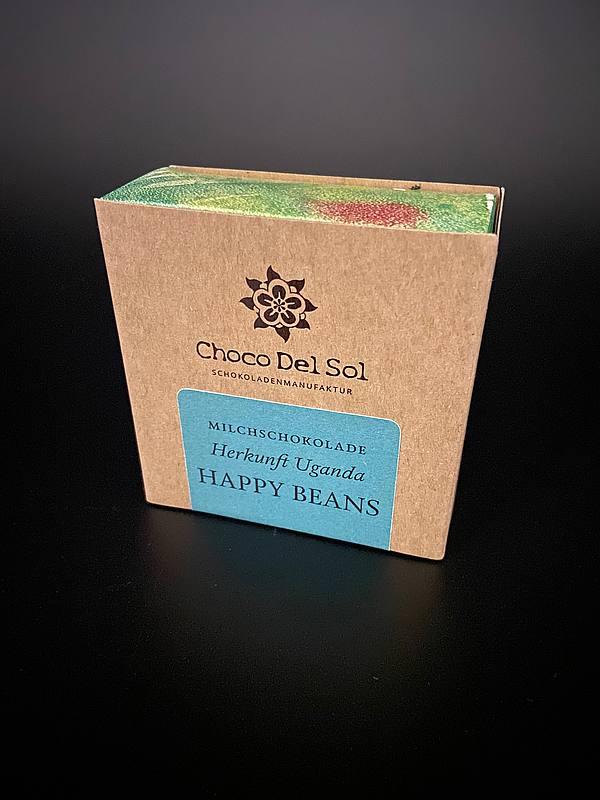 Choco Del Sol
SCHOKOLADENMANUFAKTUR
MILCHSCHOKOLADE
Herkunft Uganda
HAPPY BEANS